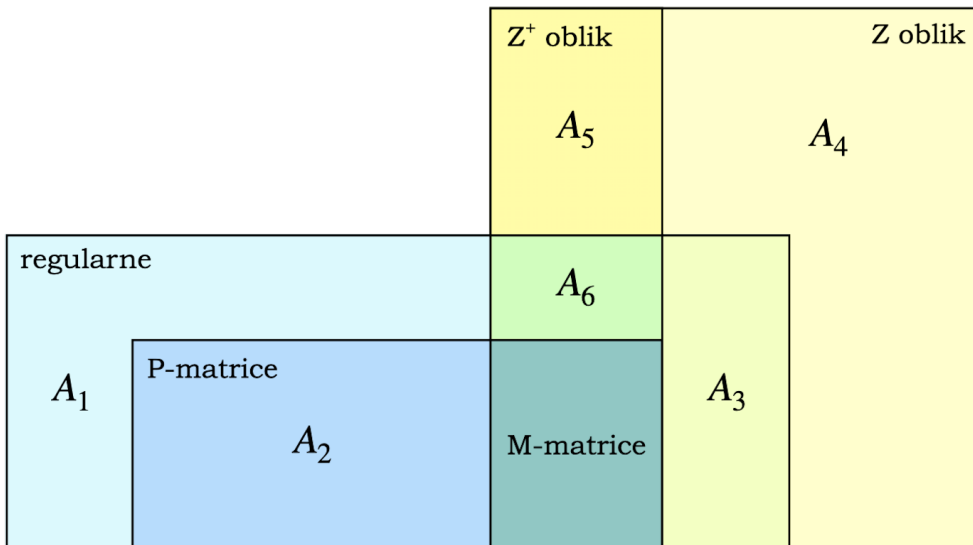 Z⁺ oblik
Z oblik
A₅
A₄
regularne
A₆
P-matrice
A₁
A₃
A₂
M-matrice